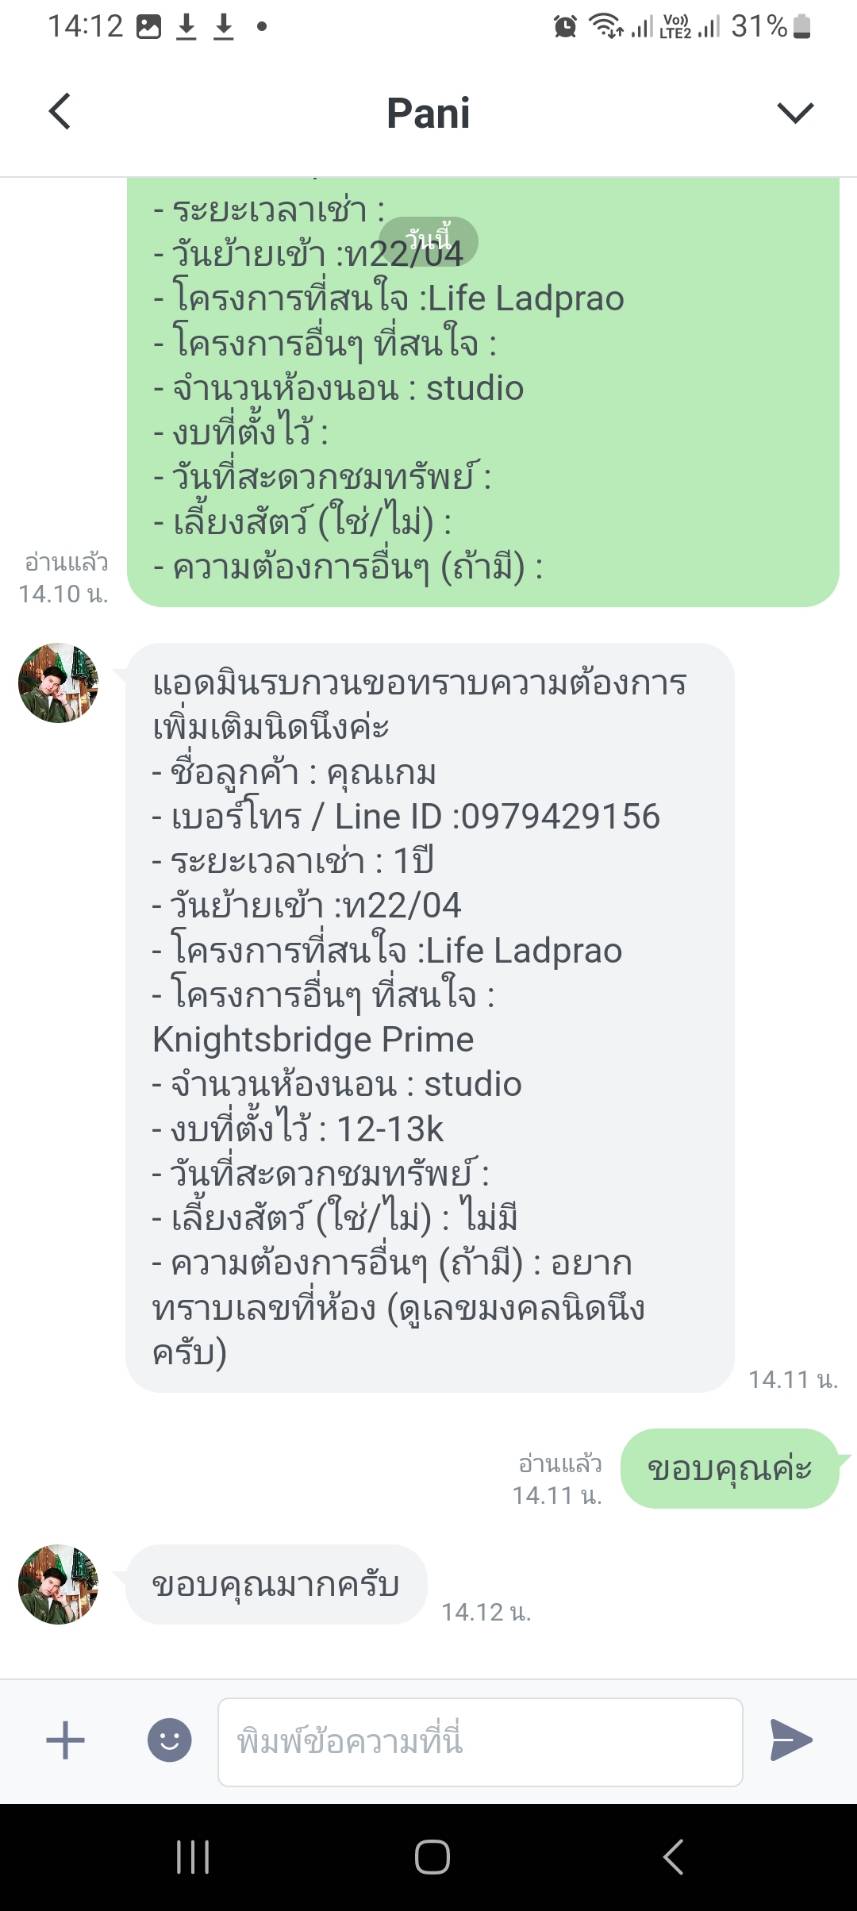 14:12
Vo))
LTE2
31%
Pani
- ระยะเวลาเช่า :
วันนี้
- วันย้ายเข้า :ท22/04
- โครงการที่สนใจ :Life Ladprao
- โครงการอื่นๆ ที่สนใจ :
- จำนวนห้องนอน : studio
- งบที่ตั้งไว้ :
- วันที่สะดวกชมทรัพย์ :
- เลี้ยงสัตว์ (ใช่/ไม่) :
- ความต้องการอื่นๆ (ถ้ามี) :
อ่านแล้ว
14.10 น.
แอดมินรบกวนขอทราบความต้องการ
เพิ่มเติมนิดนึงค่ะ
- ชื่อลูกค้า : คุณเกม
- เบอร์โทร / Line ID :0979429156
- ระยะเวลาเช่า : 1ปี
- วันย้ายเข้า :ท22/04
- โครงการที่สนใจ :Life Ladprao
- โครงการอื่นๆ ที่สนใจ :
Knightsbridge Prime
- จำนวนห้องนอน : studio
- งบที่ตั้งไว้ : 12-13k
- วันที่สะดวกชมทรัพย์ :
- เลี้ยงสัตว์ (ใช่/ไม่) : ไม่มี
- ความต้องการอื่นๆ (ถ้ามี) : อยาก
ทราบเลขที่ห้อง (ดูเลขมงคลนิดนึง
ครับ)
14.11 น.
ขอบคุณค่ะ
อ่านแล้ว
14.11 น.
ขอบคุณมากครับ
14.12 น.
พิมพ์ข้อความที่นี่